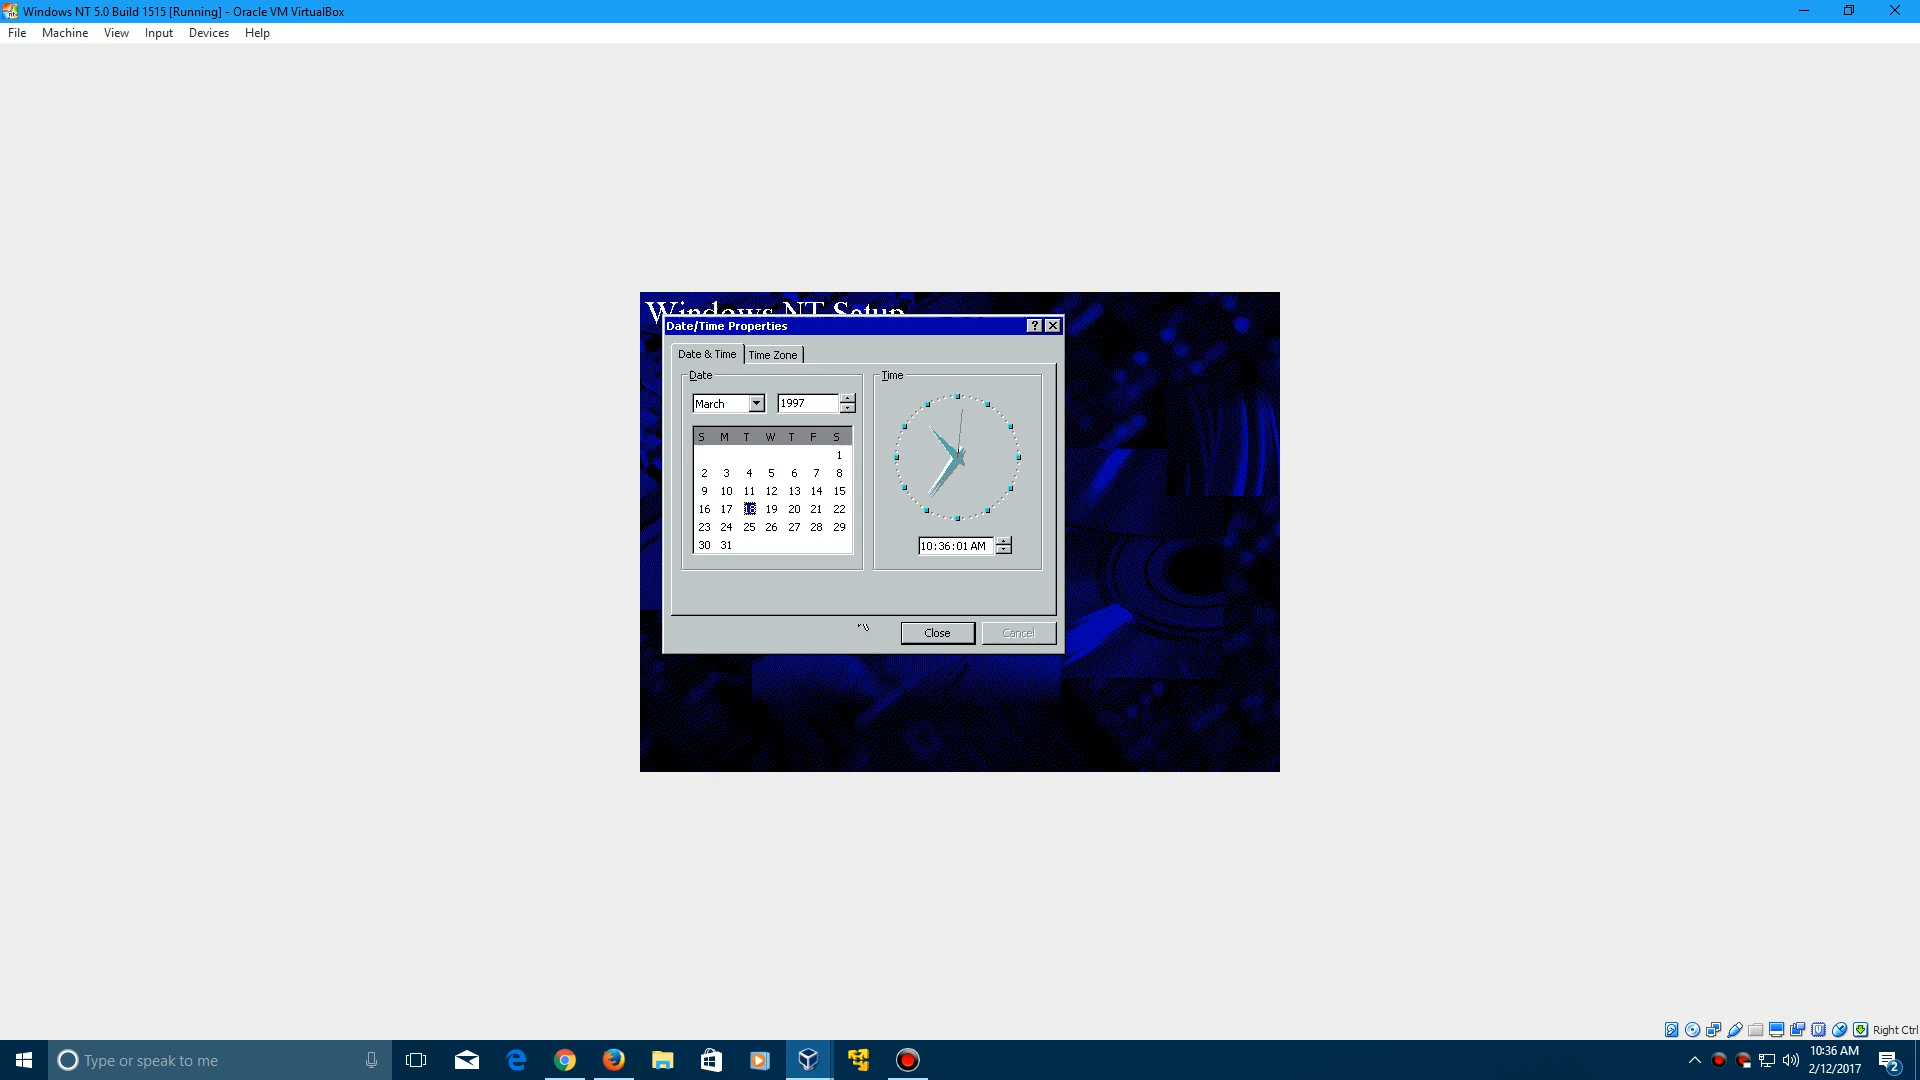 Windows NT 5.0 Build 1515 [Running] - Oracle VM VirtualBox
File Machine View Input Devices Help
Windows NT Setup
Date/Time Properties
Date & Time Time Zone
Date
Time
March 1997
S M T W T F S
1
2 3 4 5 6 7 8
9 10 11 12 13 14 15
16 17 18 19 20 21 22
23 24 25 26 27 28 29
30 31
10:36:01 AM
Close Cancel
Right Ctrl
Type or speak to me
10:36 AM
2/12/2017
2